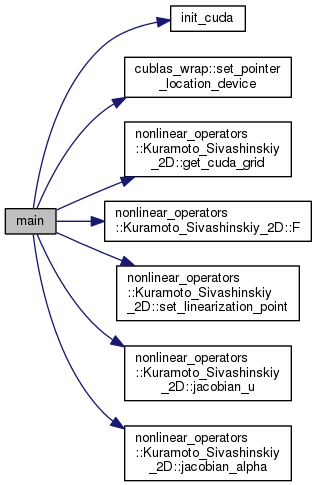 init_cuda
cublas_wrap::set_pointer
_location_device
nonlinear_operators
::Kuramoto_Sivashinskiy
_2D::get_cuda_grid
main
nonlinear_operators
::Kuramoto_Sivashinskiy_2D::F
nonlinear_operators
::Kuramoto_Sivashinskiy
_2D::set_linearization_point
nonlinear_operators
::Kuramoto_Sivashinskiy
_2D::jacobian_u
nonlinear_operators
::Kuramoto_Sivashinskiy
_2D::jacobian_alpha